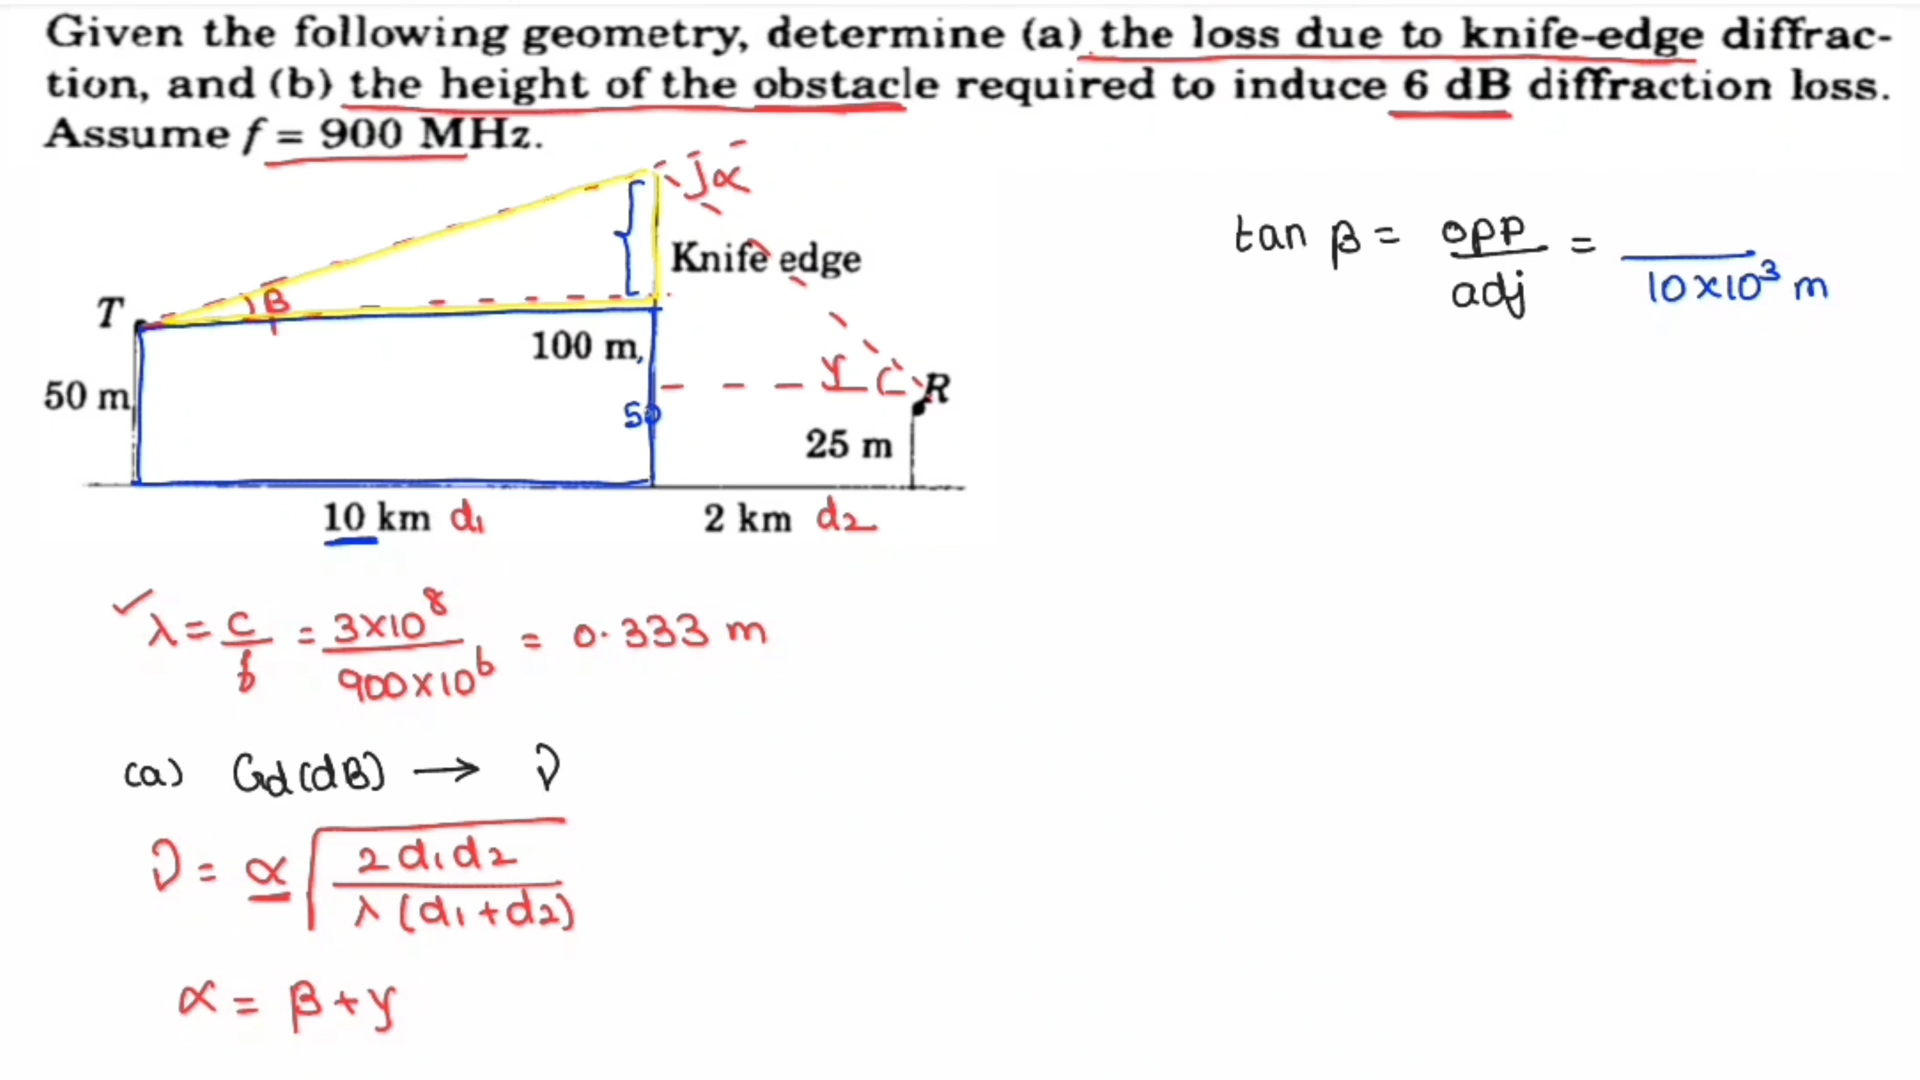 Given the following geometry, determine (a) the loss due to knife-edge diffrac-
tion, and (b) the height of the obstacle required to induce 6 dB diffraction loss.
Assume f = 900 MHz.
α
Knife edge
T
β
100 m
50 m
50
γ
R
25 m
10 km d₁
2 km d₂
tan β = opp/adj = /10×10³ m
✓ λ = c/f = 3×10⁸/900×10⁶ = 0.333 m
(a) Gd(dB) → ν
ν = α √(2d₁d₂/λ(d₁+d₂))
α = β + γ